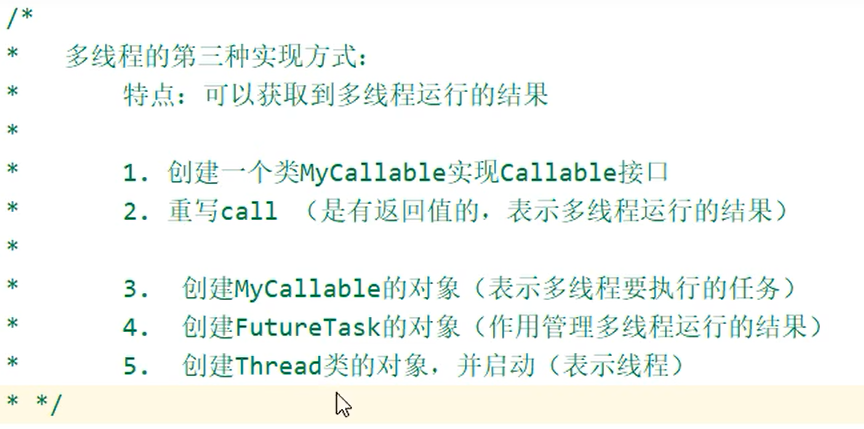 /*
* 多线程的第三种实现方式：
* 特点：可以获取到多线程运行的结果
*
* 1. 创建一个类MyCallable实现Callable接口
* 2. 重写call （是有返回值的，表示多线程运行的结果）
*
* 3. 创建MyCallable的对象（表示多线程要执行的任务）
* 4. 创建FutureTask的对象（作用管理多线程运行的结果）
* 5. 创建Thread类的对象，并启动（表示线程）
* */